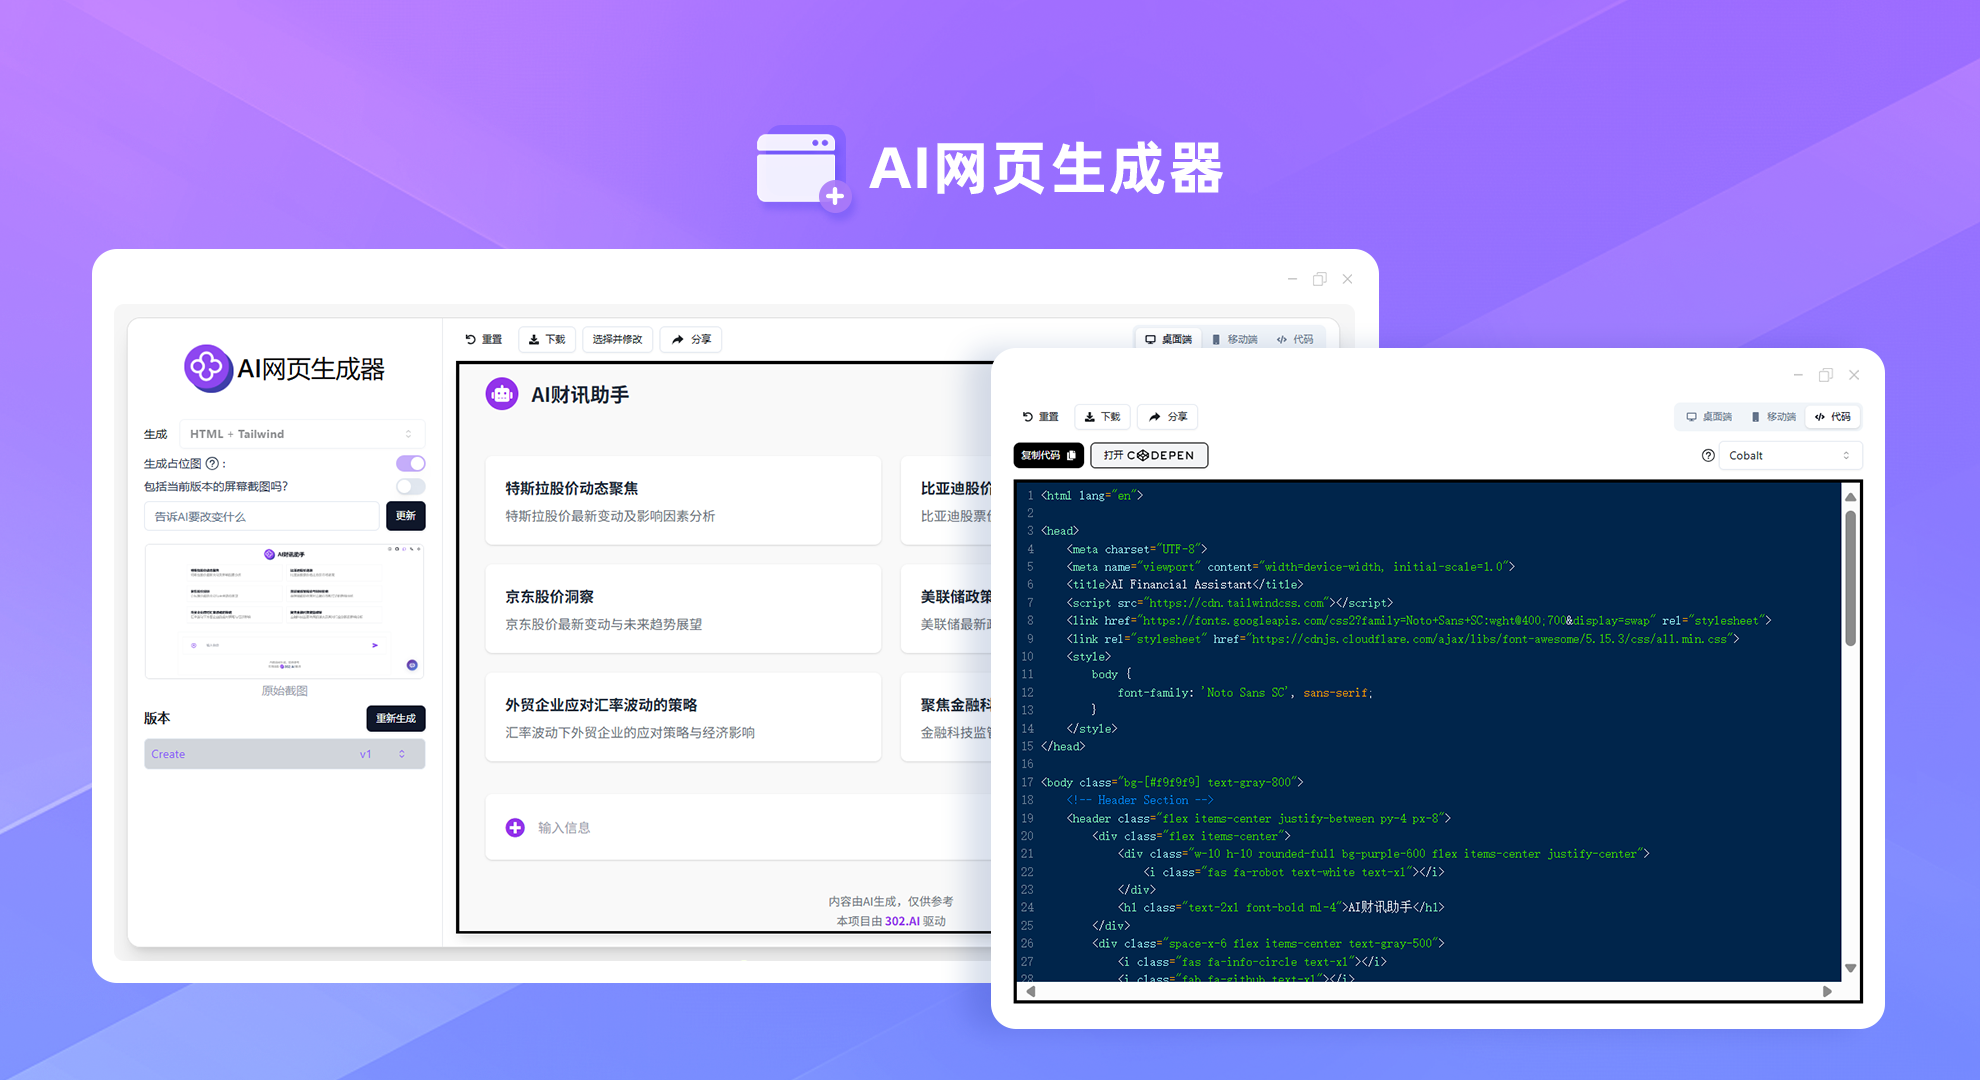 AI网页生成器
AI网页生成器
生成
HTML + Tailwind
生成占位图 ? :
包括当前版本的屏幕截图吗?
告诉AI要改变什么
更新
AI财讯助手
原始截图
版本
重新生成
Create
v1
重置
下载
选择并修改
分享
桌面端
移动端
代码
AI财讯助手
特斯拉股价动态聚焦
特斯拉股价最新变动及影响因素分析
比亚迪股价
比亚迪股票
京东股价洞察
京东股价最新变动与未来趋势展望
美联储政策
美联储最新
外贸企业应对汇率波动的策略
汇率波动下外贸企业的应对策略与经济影响
聚焦金融科
金融科技监
输入信息
内容由AI生成，仅供参考
本项目由 302.AI 驱动
重置
下载
分享
桌面端
移动端
代码
复制代码
打开 CODEPEN
?
Cobalt
1 <html lang="en">
2
3 <head>
4 <meta charset="UTF-8">
5 <meta name="viewport" content="width=device-width, initial-scale=1.0">
6 <title>AI Financial Assistant</title>
7 <script src="https://cdn.tailwindcss.com"></script>
8 <link href="https://fonts.googleapis.com/css2?family=Noto+Sans+SC:wght@400;700&display=swap" rel="stylesheet">
9 <link rel="stylesheet" href="https://cdnjs.cloudflare.com/ajax/libs/font-awesome/5.15.3/css/all.min.css">
10 <style>
11 body {
12 font-family: 'Noto Sans SC', sans-serif;
13 }
14 </style>
15 </head>
16
17 <body class="bg-[#f9f9f9] text-gray-800">
18 <!-- Header Section -->
19 <header class="flex items-center justify-between py-4 px-8">
20 <div class="flex items-center">
21 <div class="w-10 h-10 rounded-full bg-purple-600 flex items-center justify-center">
22 <i class="fas fa-robot text-white text-xl"></i>
23 </div>
24 <h1 class="text-2xl font-bold ml-4">AI财讯助手</h1>
25 </div>
26 <div class="space-x-6 flex items-center text-gray-500">
27 <i class="fas fa-info-circle text-xl"></i>
28 <i class="fab fa-github text-xl"></i>